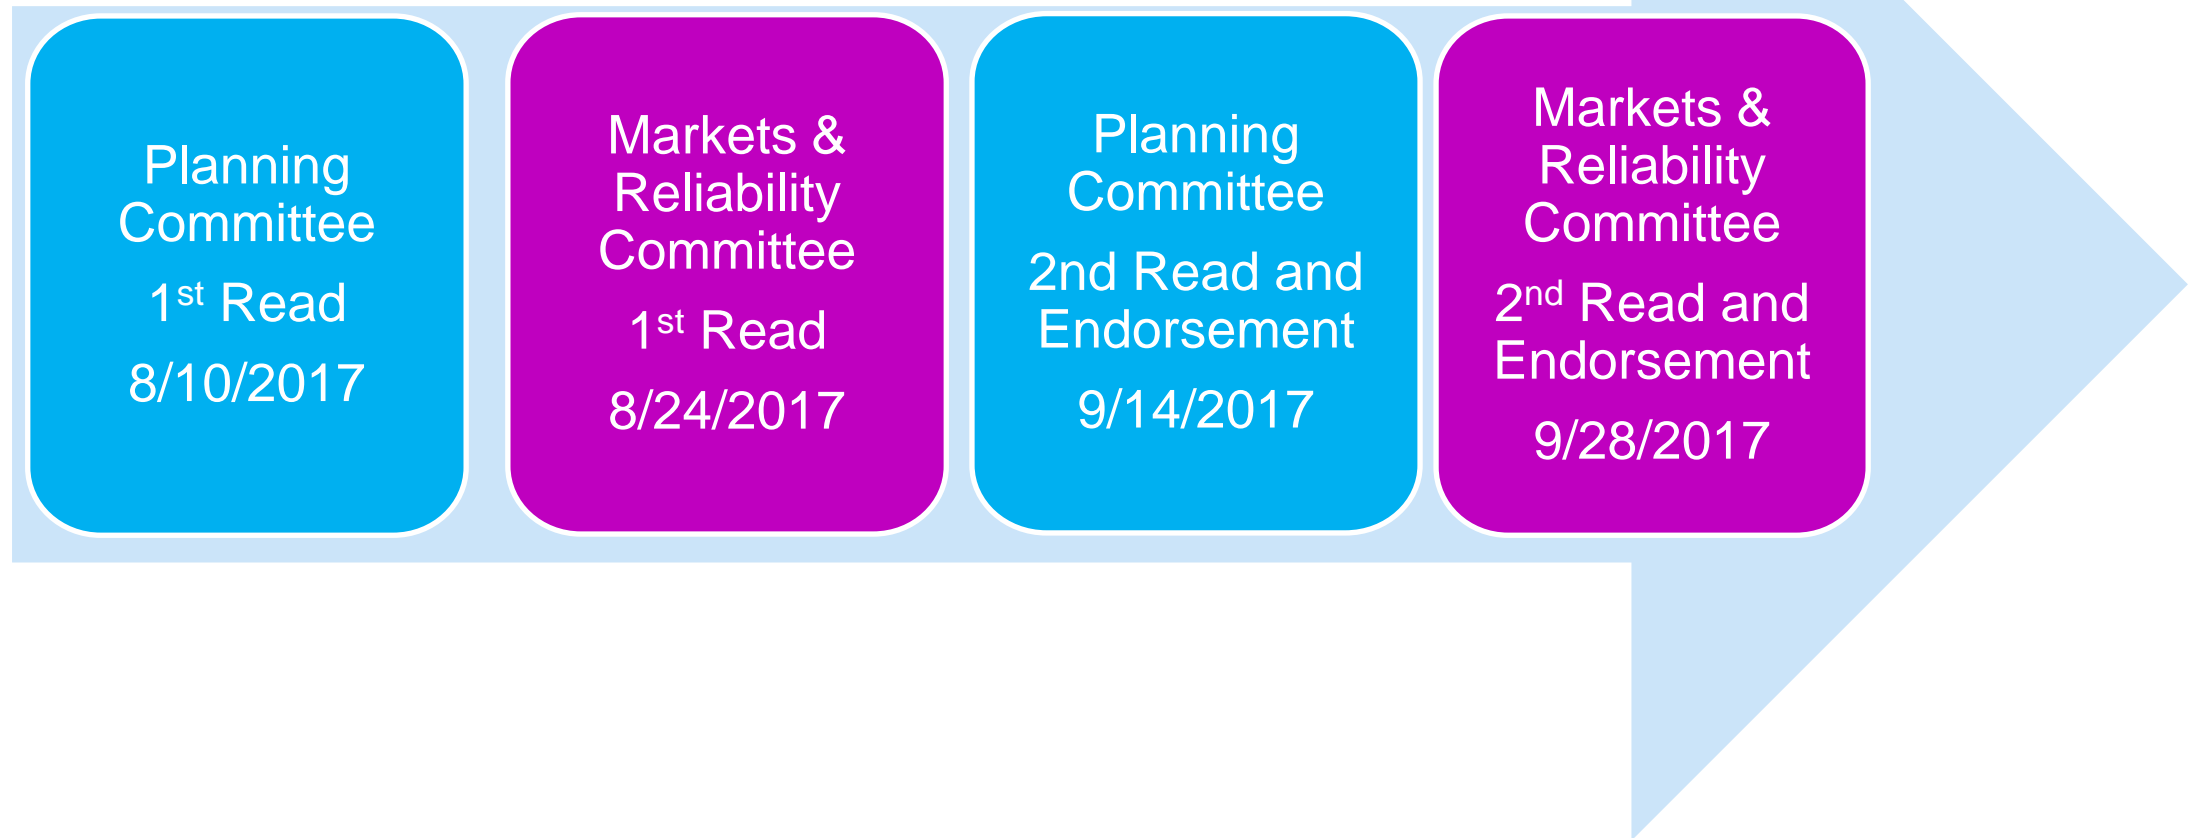 Planning
Committee
1st Read
8/10/2017
Markets &
Reliability
Committee
1st Read
8/24/2017
Planning
Committee
2nd Read and
Endorsement
9/14/2017
Markets &
Reliability
Committee
2nd Read and
Endorsement
9/28/2017